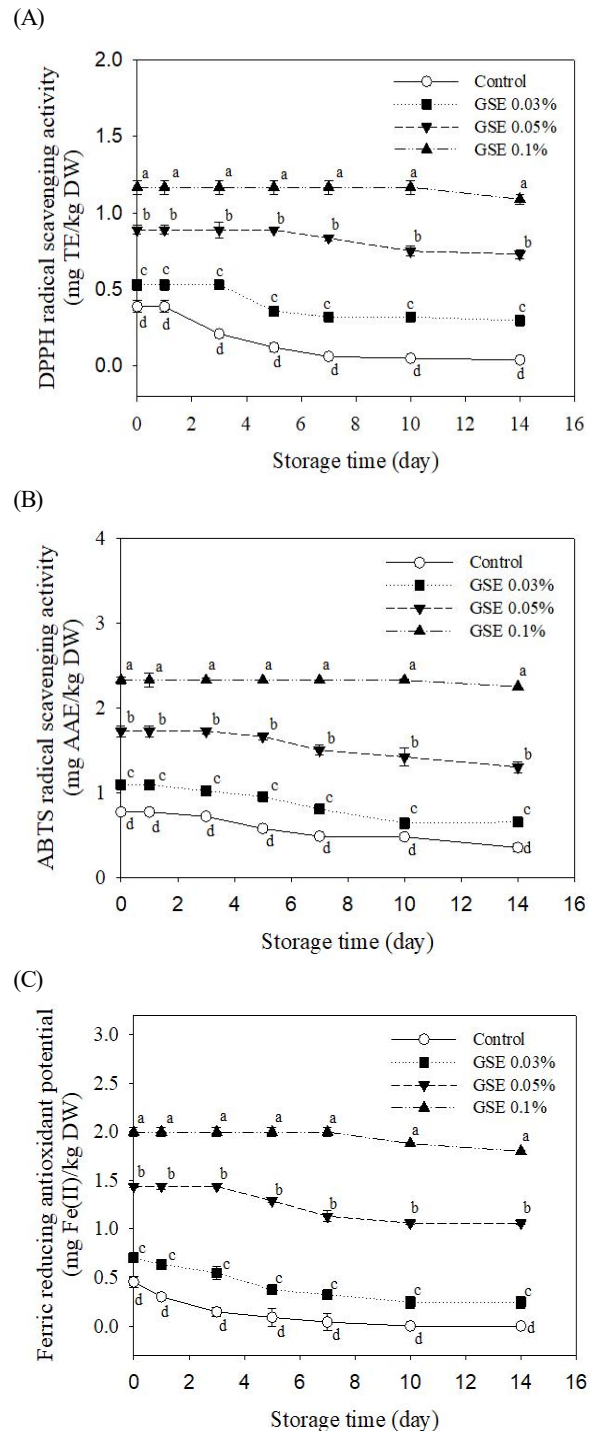 (A)
2.0
1.5
1.0
0.5
0.0
DPPH radical scavenging activity
(mg TE/kg DW)
Control
GSE 0.03%
GSE 0.05%
GSE 0.1%
a a a a a a a
b b b b b b b
c c c c c c c
d d d d d d d
0 2 4 6 8 10 12 14 16
Storage time (day)
(B)
4
3
2
1
0
ABTS radical scavenging activity
(mg AAE/kg DW)
Control
GSE 0.03%
GSE 0.05%
GSE 0.1%
a a a a a a a
b b b b b b b
c c c c c c c
d d d d d d d
0 2 4 6 8 10 12 14 16
Storage time (day)
(C)
3.0
2.5
2.0
1.5
1.0
0.5
0.0
Ferric reducing antioxidant potential
(mg Fe(II)/kg DW)
Control
GSE 0.03%
GSE 0.05%
GSE 0.1%
a a a a a a a
b b b b b b b
c c c c c c c
d d d d d d d
0 2 4 6 8 10 12 14 16
Storage time (day)